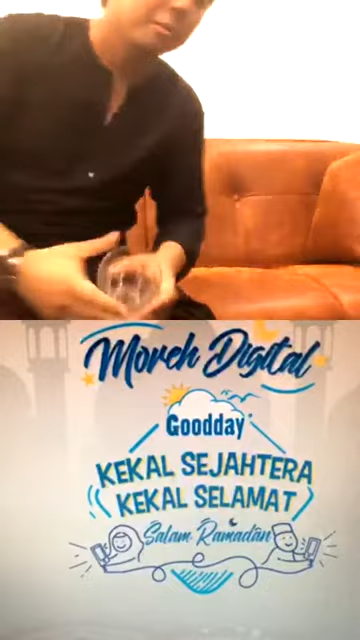 Moreh Digital
Goodday
KEKAL SEJAHTERA
KEKAL SELAMAT
Salam Ramadan